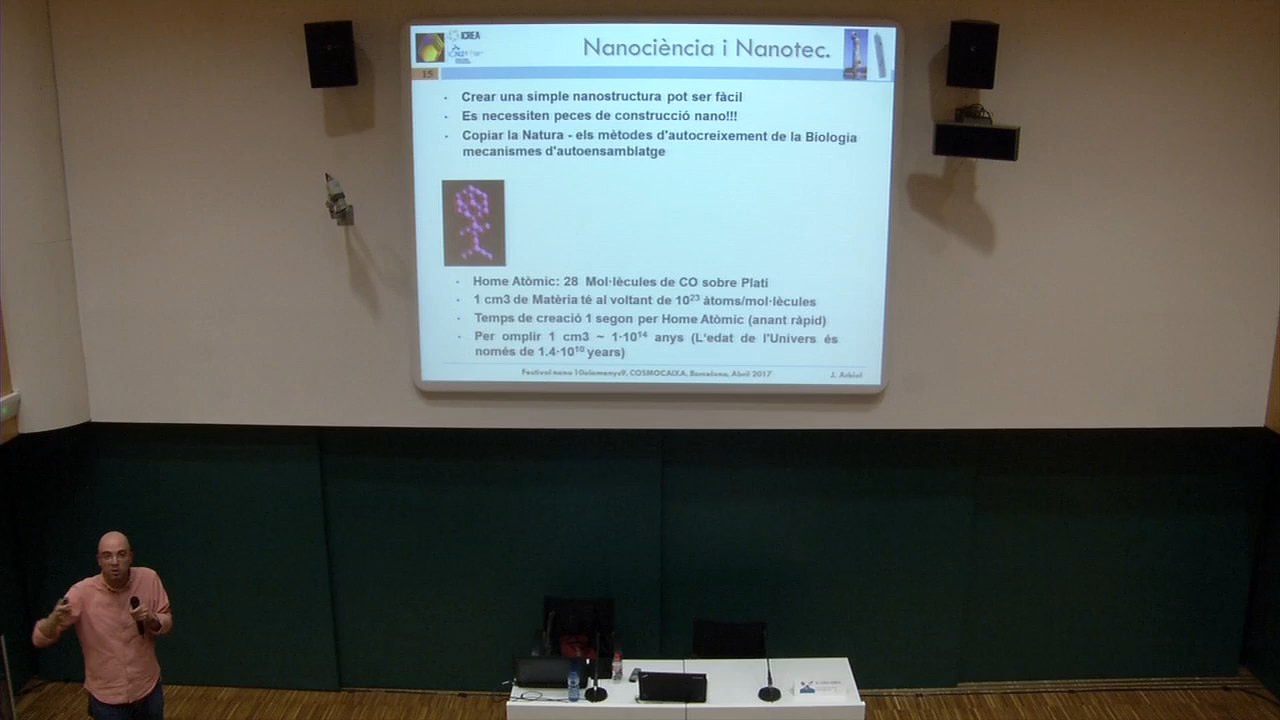 ICREA
Nanociència i Nanotec.
15
Crear una simple nanostructura pot ser fàcil
Es necessiten peces de construcció nano!!!
Copiar la Natura - els mètodes d'autocreixement de la Biologia
mecanismes d'autoensamblatge
Home Atòmic: 28 Mol·lècules de CO sobre Platí
1 cm3 de Matèria té al voltant de 10²³ àtoms/mol·lècules
Temps de creació 1 segon per Home Atòmic (anant ràpid)
Per omplir 1 cm3 ~ 1·10¹⁴ anys (L'edat de l'Univers és
només de 1.4·10¹⁰ years)
Festival nano 10alamenys9, COSMOCAIXA, Barcelona, Abril 2017
J. Arbiol